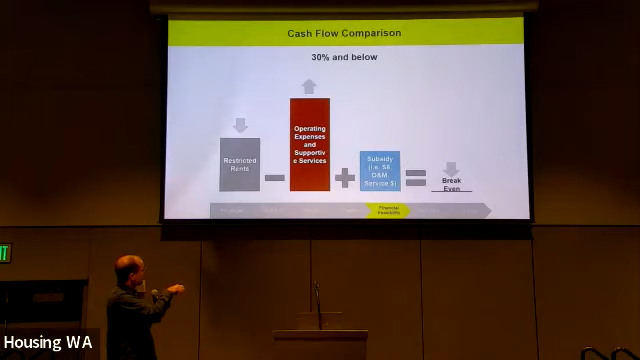 Cash Flow Comparison
30% and below
Restricted
Rents
Operating
Expenses
and
Supportiv
e Services
Subsidy
(i.e. S8,
O&M,
Service $)
Break
Even
Financial
Feasibility
IT
Housing WA